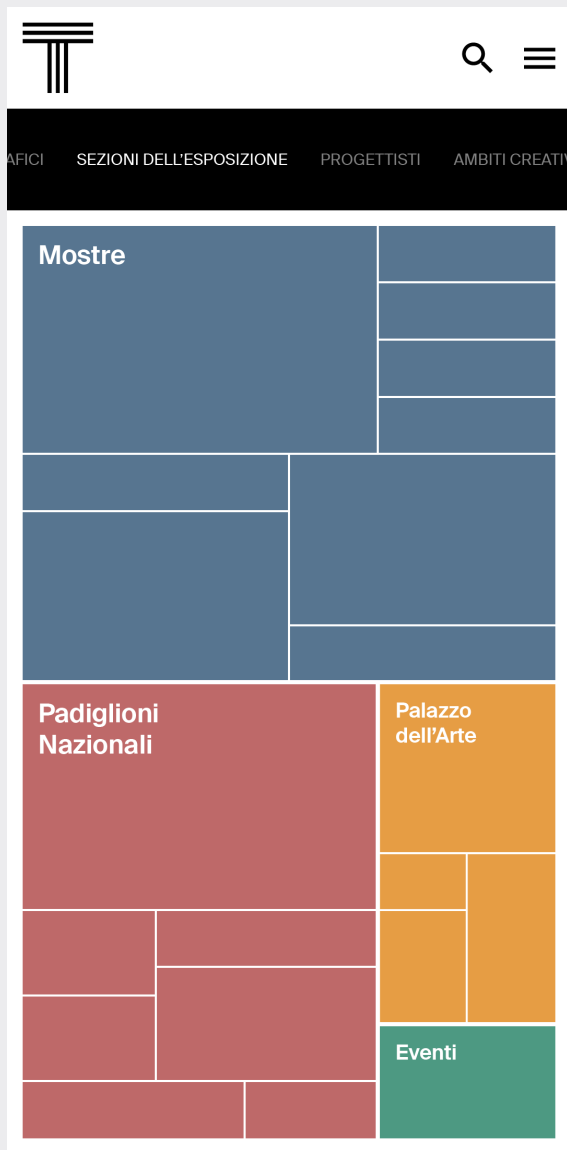 AFICI SEZIONI DELL’ESPOSIZIONE PROGETTISTI AMBITI CREATIV
Mostre
Padiglioni
Nazionali
Palazzo
dell’Arte
Eventi